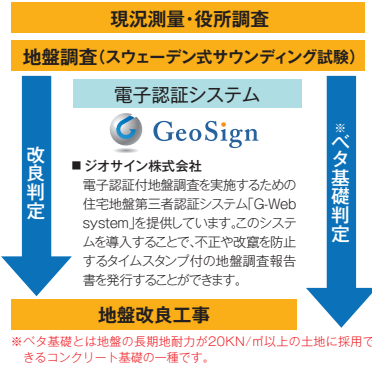 現況測量・役所調査
地盤調査(スウェーデン式サウンディング試験)
電子認証システム
GeoSign
改良判定
※ベタ基礎判定
■ ジオサイン株式会社
電子認証付地盤調査を実施するための
住宅地盤第三者認証システム「G-Web
system」を提供しています。このシステ
ムを導入することで、不正や改竄を防止
するタイムスタンプ付の地盤調査報告
書を発行することができます。
地盤改良工事
※ベタ基礎とは地盤の長期地耐力が20KN/㎡以上の土地に採用で
きるコンクリート基礎の一種です。